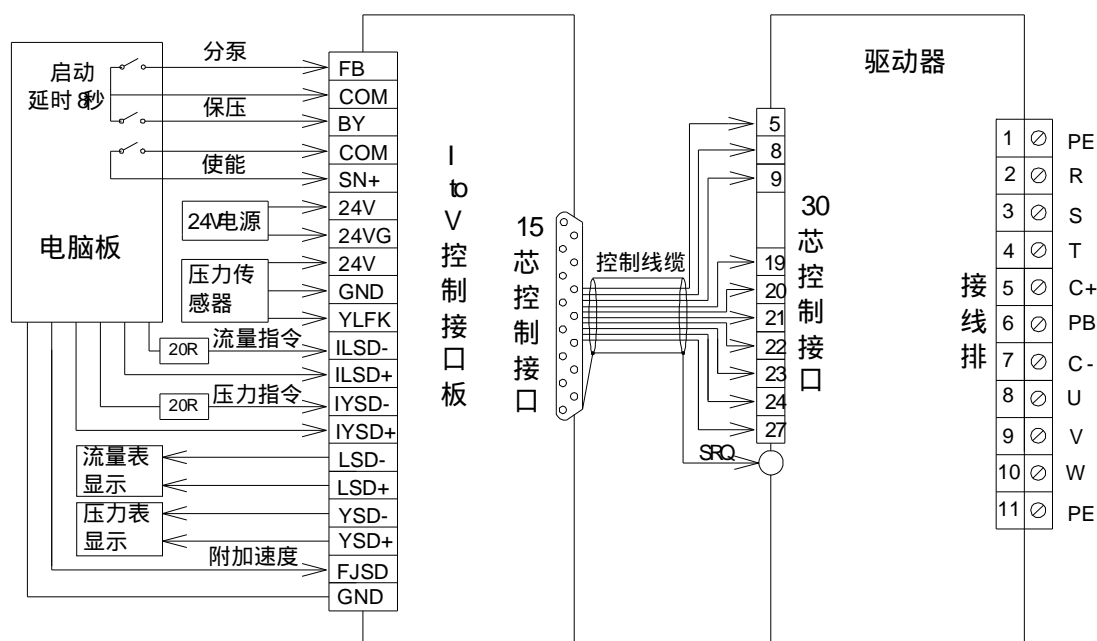 启动
延时8秒
电脑板
24V电源
压力传
感器
20R
20R
流量表
显示
压力表
显示
分泵
保压
使能
流量指令
压力指令
附加速度
FB
COM
BY
COM
SN+
24V
24VG
24V
GND
YLFK
ILSD-
ILSD+
IYSD-
IYSD+
LSD-
LSD+
YSD-
YSD+
FJSD
GND
I
to
V
控
制
接
口
板
15
芯
控
制
接
口
控制线缆
SRQ
5
8
9
19
20
21
22
23
24
27
30
芯
控
制
接
口
驱动器
接
线
排
1 PE
2 R
3 S
4 T
5 C+
6 PB
7 C-
8 U
9 V
10 W
11 PE